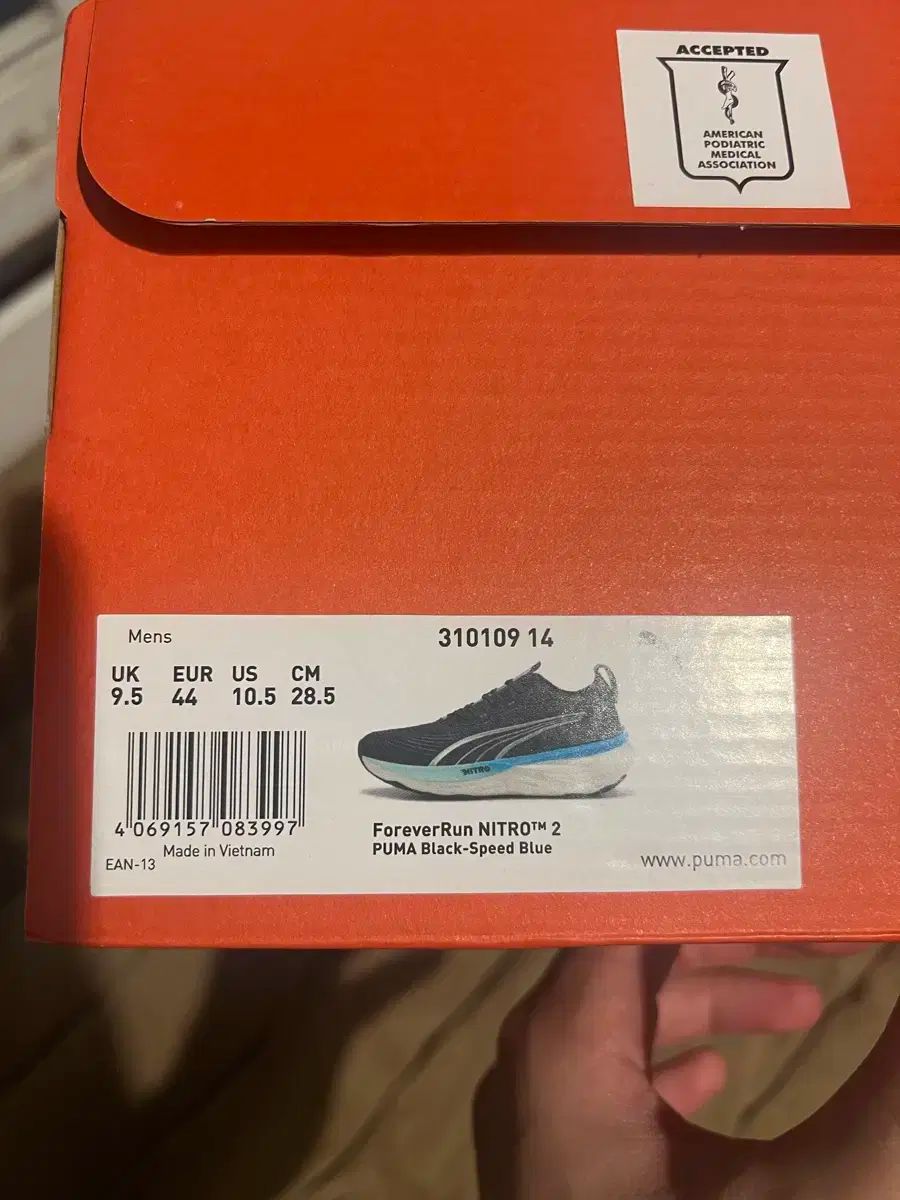 ACCEPTED
AMERICAN
PODIATRIC
MEDICAL
ASSOCIATION
Mens
310109 14
UK EUR US CM
9.5 44 10.5 28.5
NITRO
4 069157 083997
Made in Vietnam
EAN-13
ForeverRun NITRO™ 2
PUMA Black-Speed Blue
www.puma.com